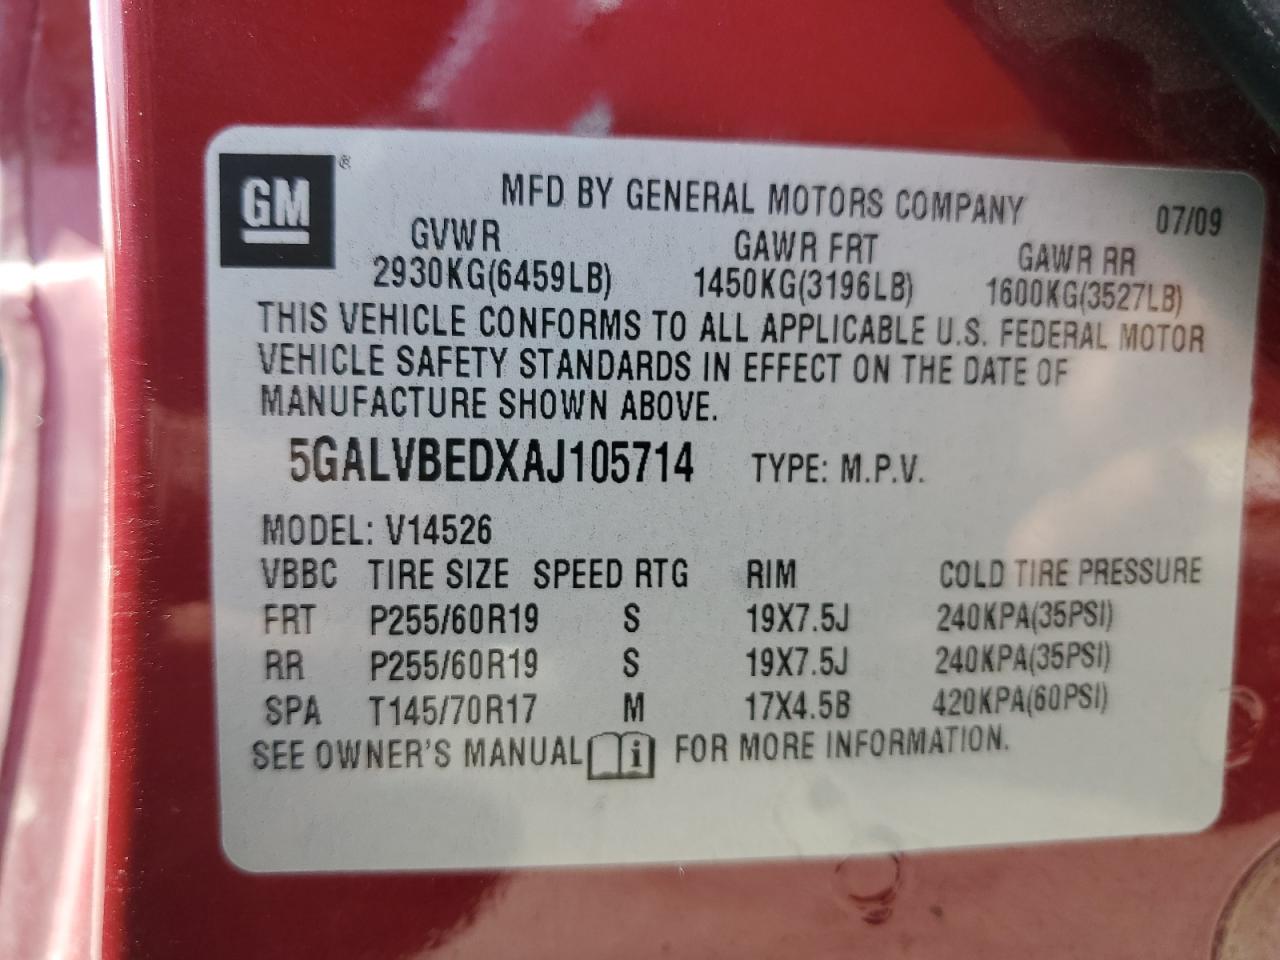 GM ®
MFD BY GENERAL MOTORS COMPANY 07/09
GVWR GAWR FRT GAWR RR
2930KG(6459LB) 1450KG(3196LB) 1600KG(3527LB)
THIS VEHICLE CONFORMS TO ALL APPLICABLE U.S. FEDERAL MOTOR
VEHICLE SAFETY STANDARDS IN EFFECT ON THE DATE OF
MANUFACTURE SHOWN ABOVE.
5GALVBEDXAJ105714 TYPE: M.P.V.
MODEL: V14526
VBBC TIRE SIZE SPEED RTG RIM COLD TIRE PRESSURE
FRT P255/60R19 S 19X7.5J 240KPA(35PSI)
RR P255/60R19 S 19X7.5J 240KPA(35PSI)
SPA T145/70R17 M 17X4.5B 420KPA(60PSI)
SEE OWNER'S MANUAL i FOR MORE INFORMATION.